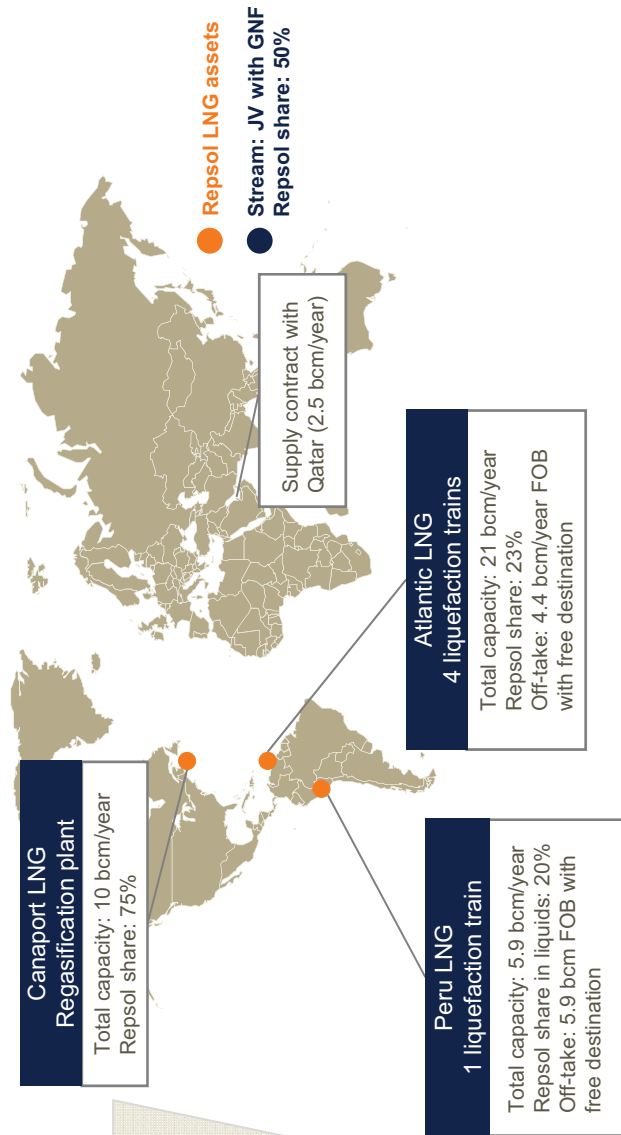 Canaport LNG
Regasification plant
Total capacity: 10 bcm/year
Repsol share: 75%
Peru LNG
1 liquefaction train
Total capacity: 5.9 bcm/year
Repsol share in liquids: 20%
Off-take: 5.9 bcm FOB with
free destination
Atlantic LNG
4 liquefaction trains
Total capacity: 21 bcm/year
Repsol share: 23%
Off-take: 4.4 bcm/year FOB
with free destination
Supply contract with
Qatar (2.5 bcm/year)
Repsol LNG assets
Stream: JV with GNF
Repsol share: 50%